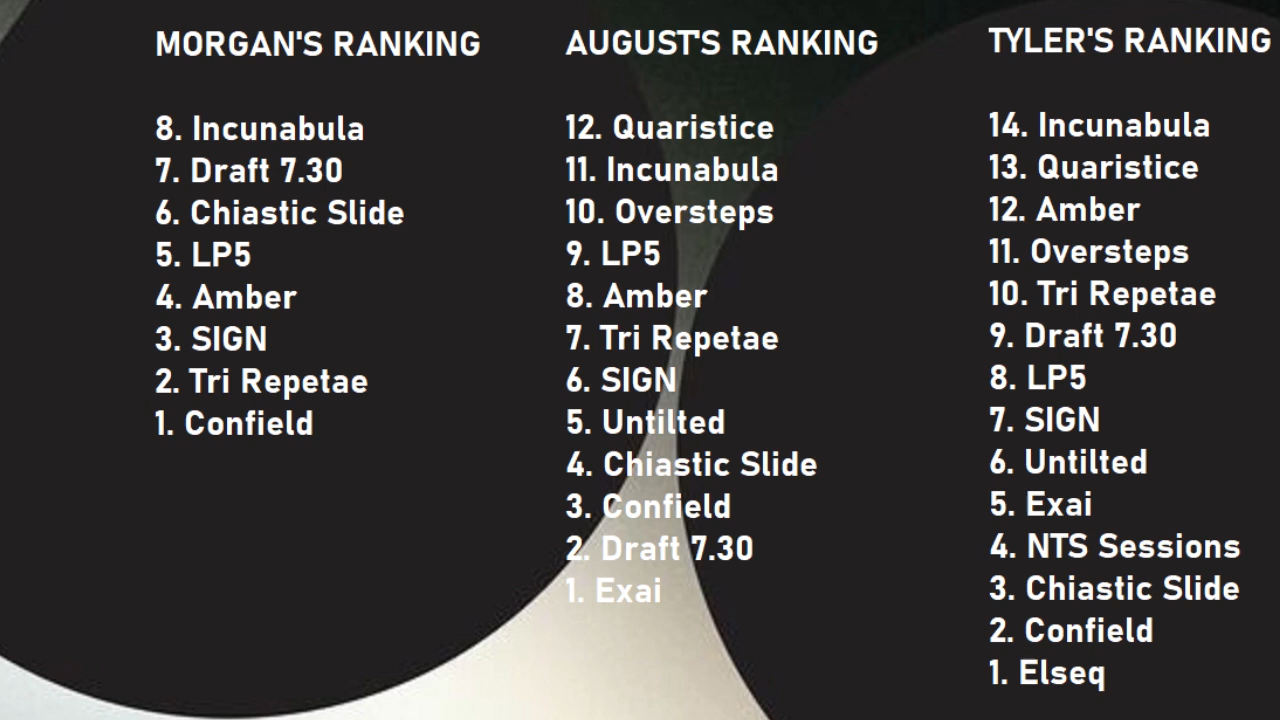 MORGAN'S RANKING
8. Incunabula
7. Draft 7.30
6. Chiastic Slide
5. LP5
4. Amber
3. SIGN
2. Tri Repetae
1. Confield
AUGUST'S RANKING
12. Quaristice
11. Incunabula
10. Oversteps
9. LP5
8. Amber
7. Tri Repetae
6. SIGN
5. Untilted
4. Chiastic Slide
3. Confield
2. Draft 7.30
1. Exai
TYLER'S RANKING
14. Incunabula
13. Quaristice
12. Amber
11. Oversteps
10. Tri Repetae
9. Draft 7.30
8. LP5
7. SIGN
6. Untilted
5. Exai
4. NTS Sessions
3. Chiastic Slide
2. Confield
1. Elseq